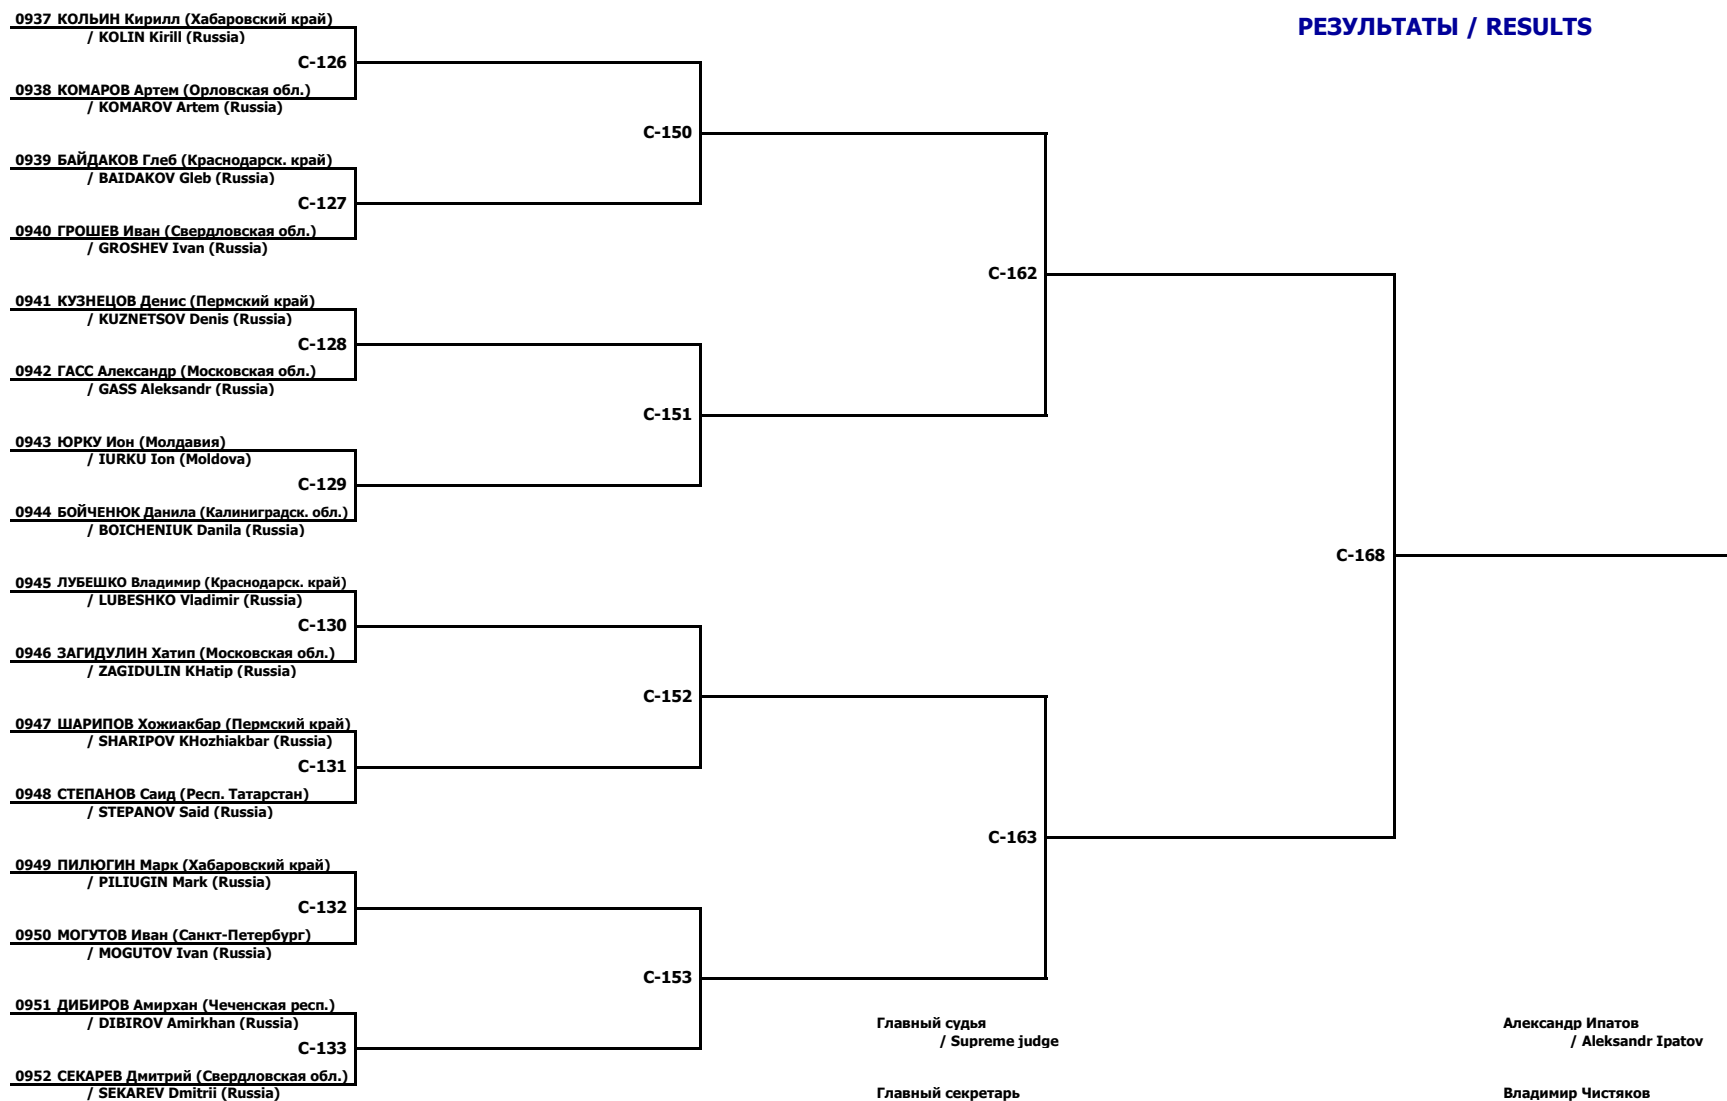 0937 КОЛЬИН Кирилл (Хабаровский край)
/ KOLIN Kirill (Russia)
РЕЗУЛЬТАТЫ / RESULTS
C-126
0938 КОМАРОВ Артем (Орловская обл.)
/ KOMAROV Artem (Russia)
C-150
0939 БАЙДАКОВ Глеб (Краснодарск. край)
/ BAIDAKOV Gleb (Russia)
C-127
0940 ГРОШЕВ Иван (Свердловская обл.)
/ GROSHEV Ivan (Russia)
C-162
0941 КУЗНЕЦОВ Денис (Пермский край)
/ KUZNETSOV Denis (Russia)
C-128
0942 ГАСС Александр (Московская обл.)
/ GASS Aleksandr (Russia)
C-151
0943 ЮРКУ Ион (Молдавия)
/ IURKU Ion (Moldova)
C-129
0944 БОЙЧЕНЮК Данила (Калиниградск. обл.)
/ BOICHENIUK Danila (Russia)
C-168
0945 ЛУБЕШКО Владимир (Краснодарск. край)
/ LUBESHKO Vladimir (Russia)
C-130
0946 ЗАГИДУЛИН Хатип (Московская обл.)
/ ZAGIDULIN KHatip (Russia)
C-152
0947 ШАРИПОВ Хожиакбар (Пермский край)
/ SHARIPOV KHozhiakbar (Russia)
C-131
0948 СТЕПАНОВ Саид (Респ. Татарстан)
/ STEPANOV Said (Russia)
C-163
0949 ПИЛЮГИН Марк (Хабаровский край)
/ PILIUGIN Mark (Russia)
C-132
0950 МОГУТОВ Иван (Санкт-Петербург)
/ MOGUTOV Ivan (Russia)
C-153
0951 ДИБИРОВ Амирхан (Чеченская респ.)
/ DIBIROV Amirkhan (Russia)
C-133
0952 СЕКАРЕВ Дмитрий (Свердловская обл.)
/ SEKAREV Dmitrii (Russia)
Главный судья
/ Supreme judge
Александр Ипатов
/ Aleksandr Ipatov
Главный секретарь
Владимир Чистяков